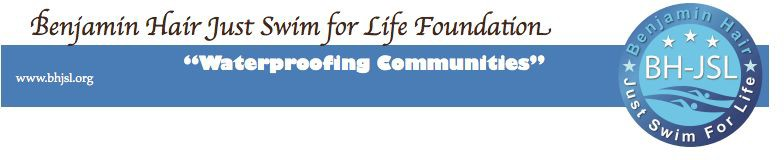 Benjamin Hair Just Swim for Life Foundation
“Waterproofing Communities”
www.bhjsl.org
Benjamin Hair
BH-JSL
Just Swim For Life